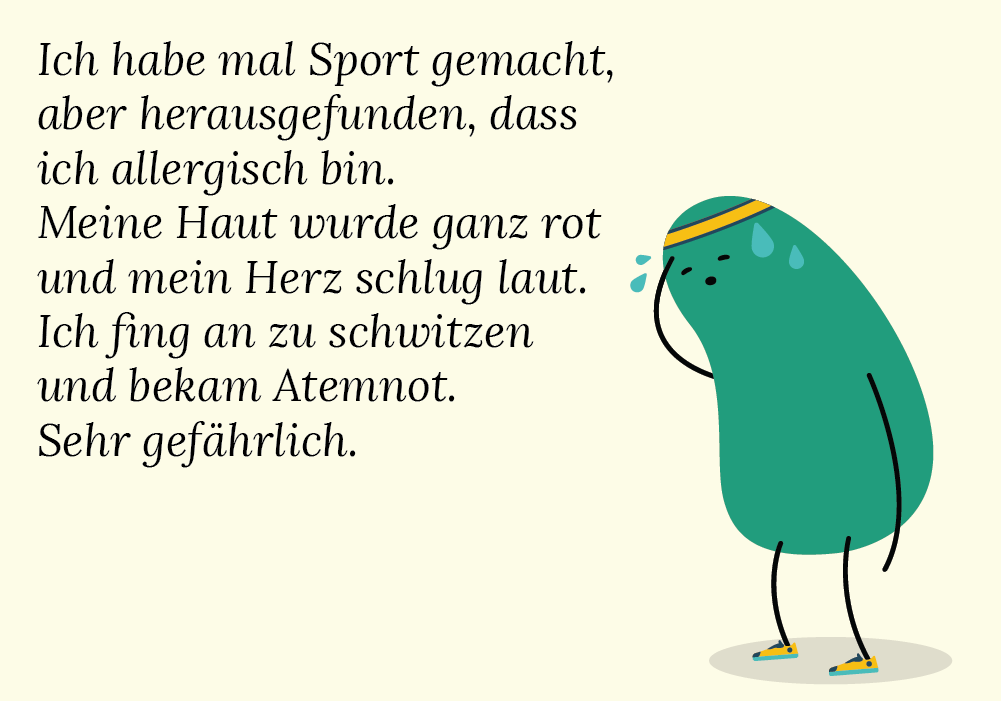 Ich habe mal Sport gemacht,
aber herausgefunden, dass
ich allergisch bin.
Meine Haut wurde ganz rot
und mein Herz schlug laut.
Ich fing an zu schwitzen
und bekam Atemnot.
Sehr gefährlich.